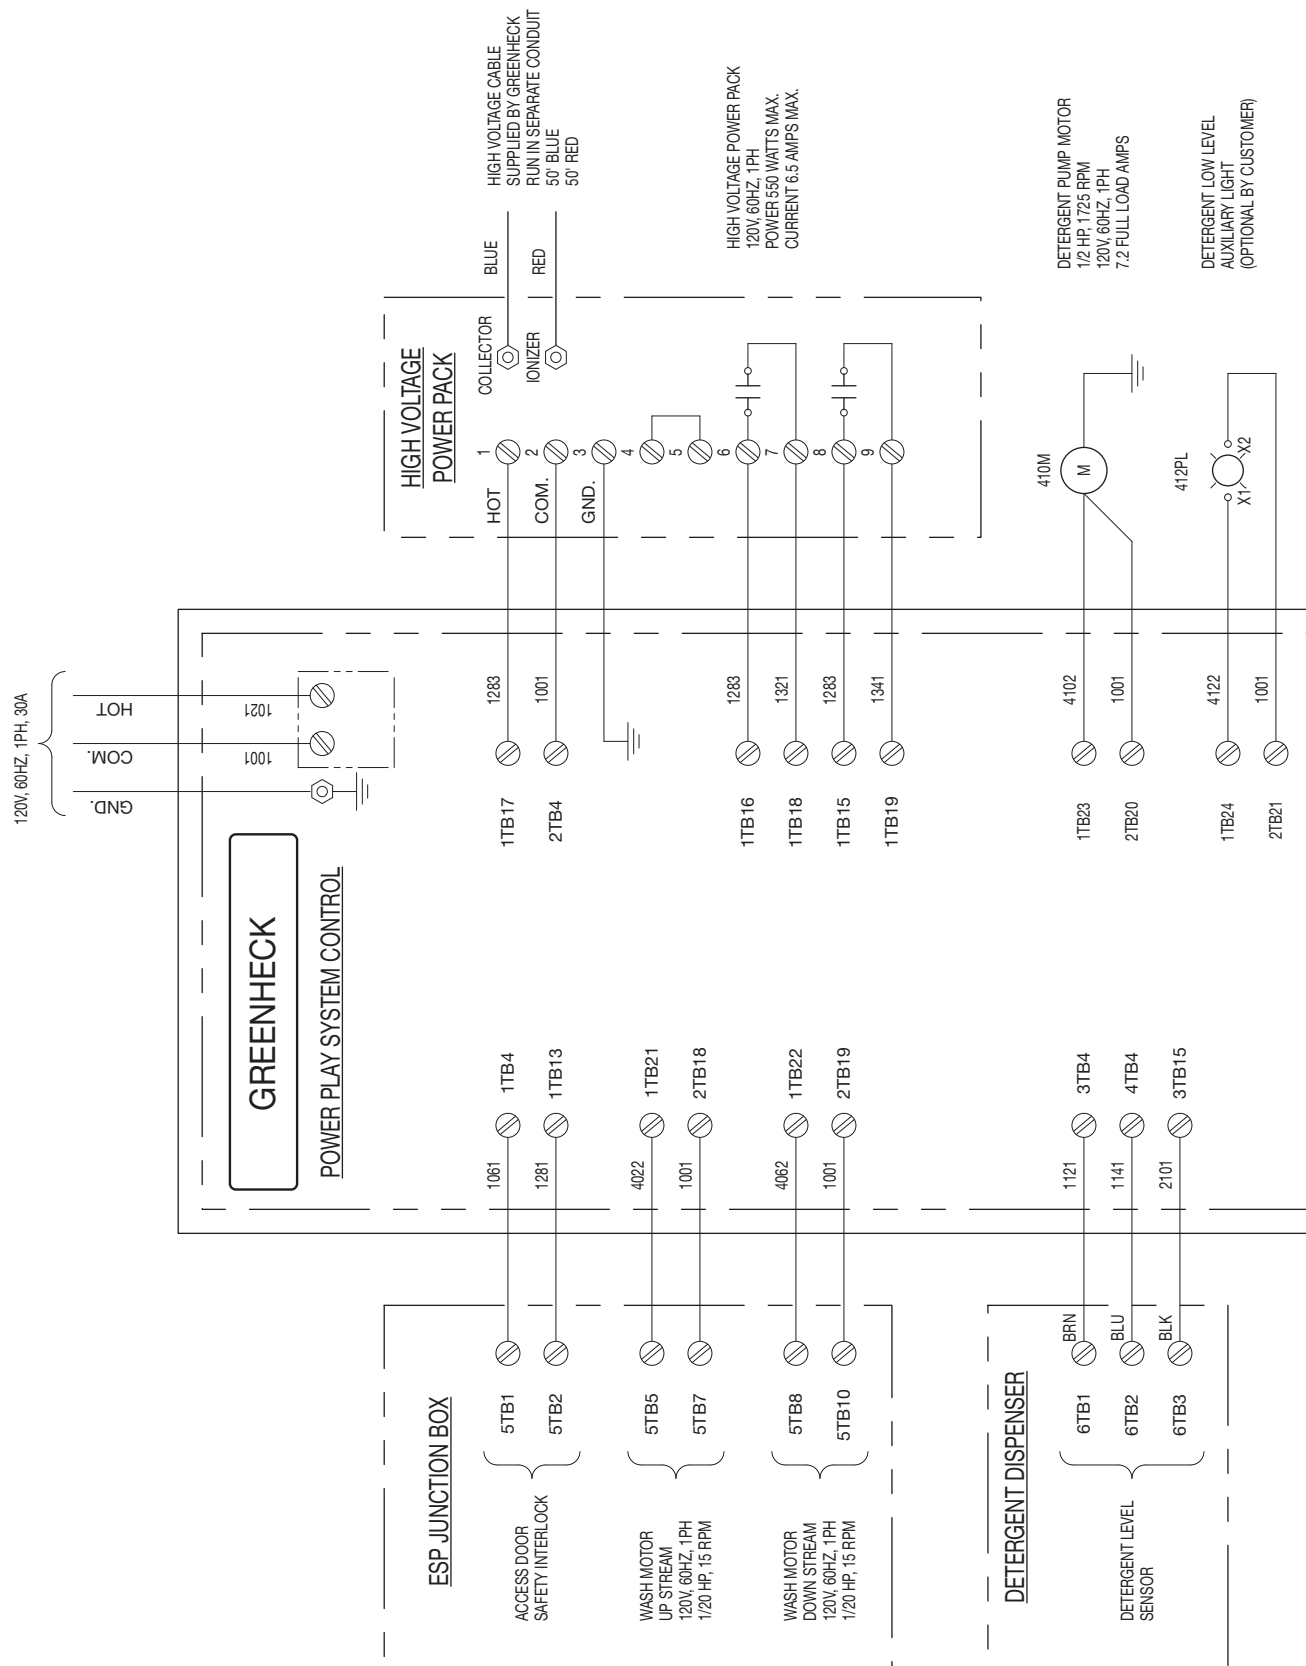 120V, 60HZ, 1PH, 30A
GND.
COM.
HOT
1001
1021
GREENHECK
POWER PLAY SYSTEM CONTROL
ESP JUNCTION BOX
ACCESS DOOR
SAFETY INTERLOCK
5TB1
1061
1TB4
5TB2
1281
1TB13
WASH MOTOR
UP STREAM
120V, 60HZ, 1PH
1/20 HP, 15 RPM
5TB5
4022
1TB21
5TB7
1001
2TB18
WASH MOTOR
DOWN STREAM
120V, 60HZ, 1PH
1/20 HP, 15 RPM
5TB8
4062
1TB22
5TB10
1001
2TB19
DETERGENT DISPENSER
DETERGENT LEVEL
SENSOR
6TB1
BRN
1121
3TB4
6TB2
BLU
1141
4TB4
6TB3
BLK
2101
3TB15
HIGH VOLTAGE
POWER PACK
1TB17
1283
HOT
1
2TB4
1001
COM.
2
GND.
3
4
5
1TB16
1283
6
1TB18
1321
7
1TB15
1283
8
1TB19
1341
9
COLLECTOR
BLUE
IONIZER
RED
HIGH VOLTAGE CABLE
SUPPLIED BY GREENHECK
RUN IN SEPARATE CONDUIT
50' BLUE
50' RED
HIGH VOLTAGE POWER PACK
120V, 60HZ, 1PH
POWER 550 WATTS MAX.
CURRENT 6.5 AMPS MAX.
1TB23
4102
2TB20
1001
410M
M
DETERGENT PUMP MOTOR
1/2 HP, 1725 RPM
120V, 60HZ, 1PH
7.2 FULL LOAD AMPS
1TB24
4122
2TB21
1001
412PL
X1
X2
DETERGENT LOW LEVEL
AUXILIARY LIGHT
(OPTIONAL BY CUSTOMER)